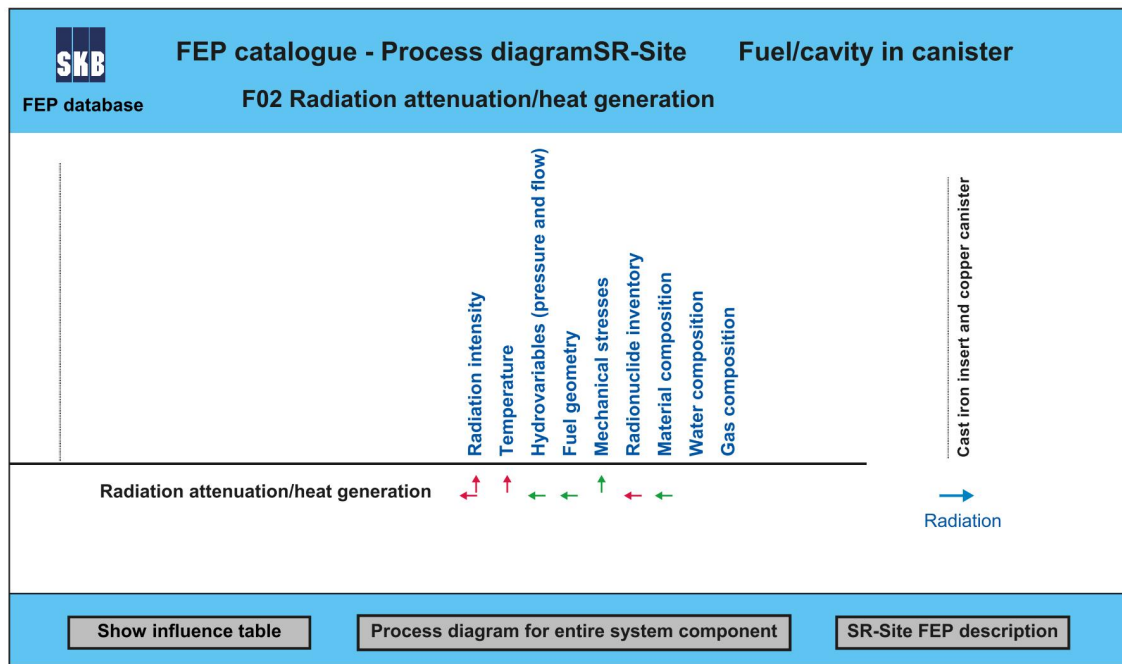 SKB
FEP database
FEP catalogue - Process diagramSR-Site Fuel/cavity in canister
F02 Radiation attenuation/heat generation
Radiation intensity
Temperature
Hydrovariables (pressure and flow)
Fuel geometry
Mechanical stresses
Radionuclide inventory
Material composition
Water composition
Gas composition
Cast iron insert and copper canister
Radiation attenuation/heat generation
Radiation
Show influence table
Process diagram for entire system component
SR-Site FEP description